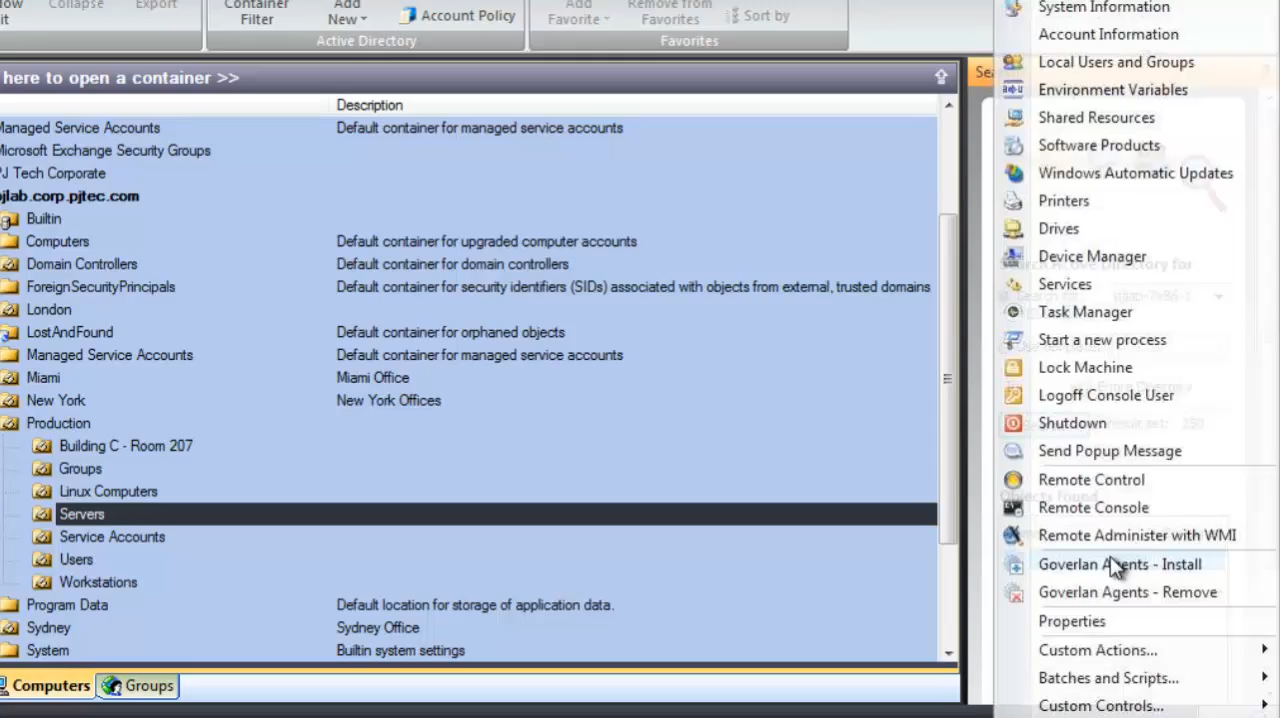 Collapse
Export
Container Filter
Add New
Account Policy
Active Directory
Add Favorite
Remove from Favorites
Sort by
Favorites
here to open a container >>
Description
Managed Service Accounts Default container for managed service accounts
Microsoft Exchange Security Groups
PJ Tech Corporate
pjlab.corp.pjtec.com
Builtin
Computers Default container for upgraded computer accounts
Domain Controllers Default container for domain controllers
ForeignSecurityPrincipals Default container for security identifiers (SIDs) associated with objects from external, trusted domains
London
LostAndFound Default container for orphaned objects
Managed Service Accounts Default container for managed service accounts
Miami Miami Office
New York New York Offices
Production
Building C - Room 207
Groups
Linux Computers
Servers
Service Accounts
Users
Workstations
Program Data Default location for storage of application data.
Sydney Sydney Office
System Builtin system settings
Computers Groups
System Information
Account Information
Local Users and Groups
Environment Variables
Shared Resources
Software Products
Windows Automatic Updates
Printers
Drives
Device Manager
Services
Task Manager
Start a new process
Lock Machine
Logoff Console User
Shutdown
Send Popup Message
Remote Control
Remote Console
Remote Administer with WMI
Goverlan Agents - Install
Goverlan Agents - Remove
Properties
Custom Actions...
Batches and Scripts...
Custom Controls...